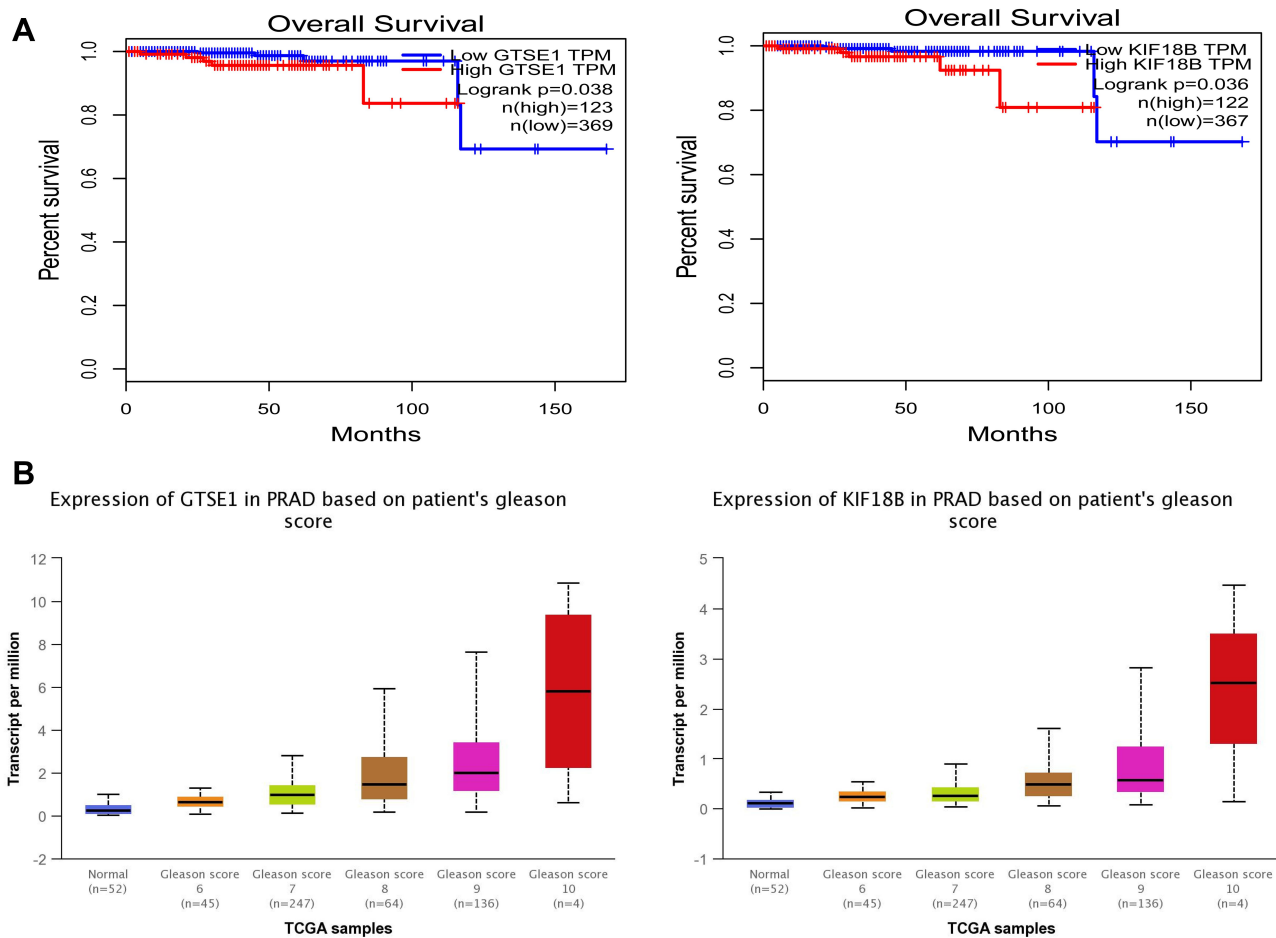 A
Overall Survival
Low GTSE1 TPM
High GTSE1 TPM
Logrank p=0.038
n(high)=123
n(low)=369
Percent survival
1.0
0.8
0.6
0.4
0.2
0.0
0
50
100
150
Months
Overall Survival
Low KIF18B TPM
High KIF18B TPM
Logrank p=0.036
n(high)=122
n(low)=367
Percent survival
1.0
0.8
0.6
0.4
0.2
0.0
0
50
100
150
Months
B
Expression of GTSE1 in PRAD based on patient's gleason
score
Transcript per million
12
10
8
6
4
2
0
-2
Normal
(n=52)
Gleason score
6
(n=45)
Gleason score
7
(n=247)
Gleason score
8
(n=64)
Gleason score
9
(n=136)
Gleason score
10
(n=4)
TCGA samples
Expression of KIF18B in PRAD based on patient's gleason
score
Transcript per million
5
4
3
2
1
0
-1
Normal
(n=52)
Gleason score
6
(n=45)
Gleason score
7
(n=247)
Gleason score
8
(n=64)
Gleason score
9
(n=136)
Gleason score
10
(n=4)
TCGA samples